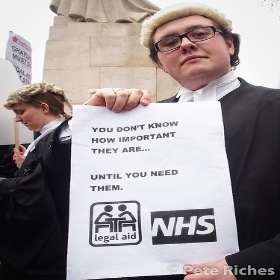 YOU DON'T KNOW
HOW IMPORTANT
THEY ARE...
UNTIL YOU NEED
THEM.
legal aid
NHS
© Pete Riches